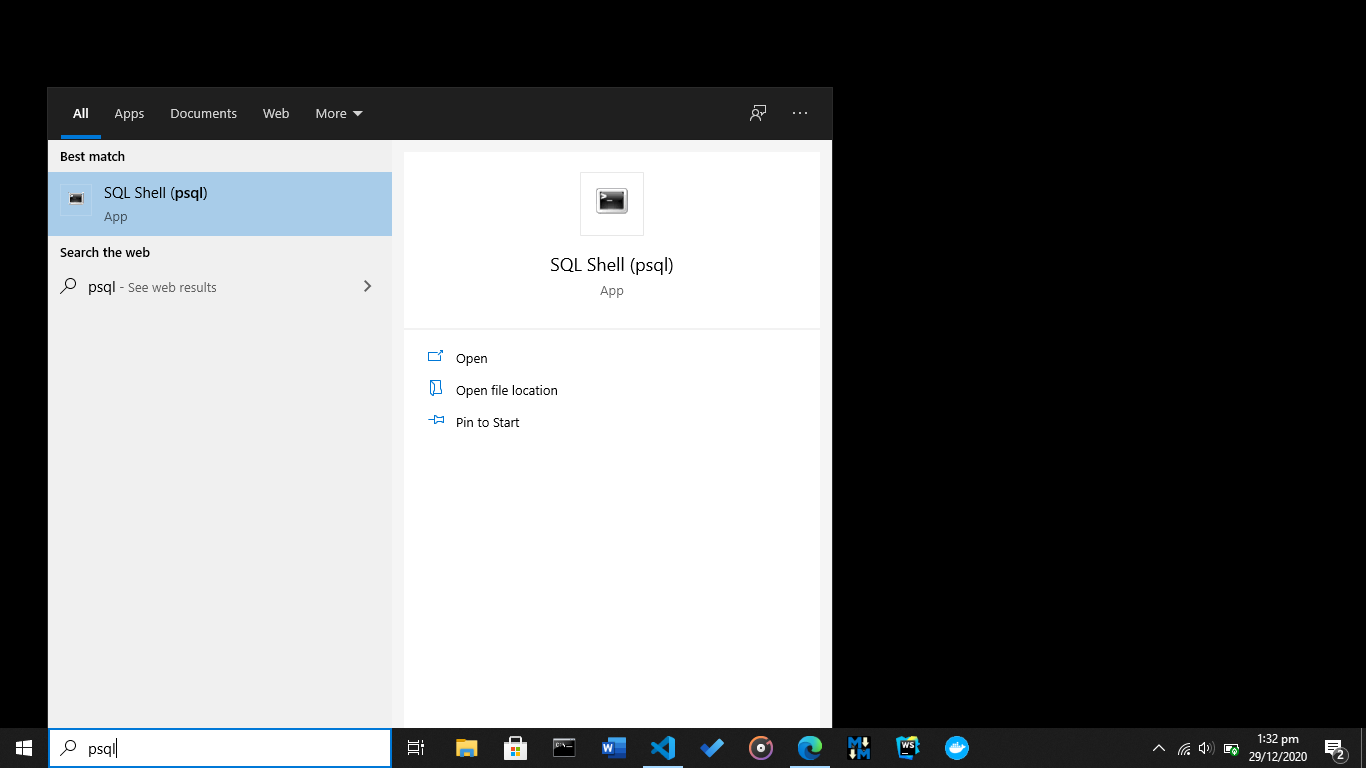 All Apps Documents Web More
Best match
SQL Shell (psql)
App
Search the web
psql - See web results
SQL Shell (psql)
App
Open
Open file location
Pin to Start
psql
1:32 pm
29/12/2020
2